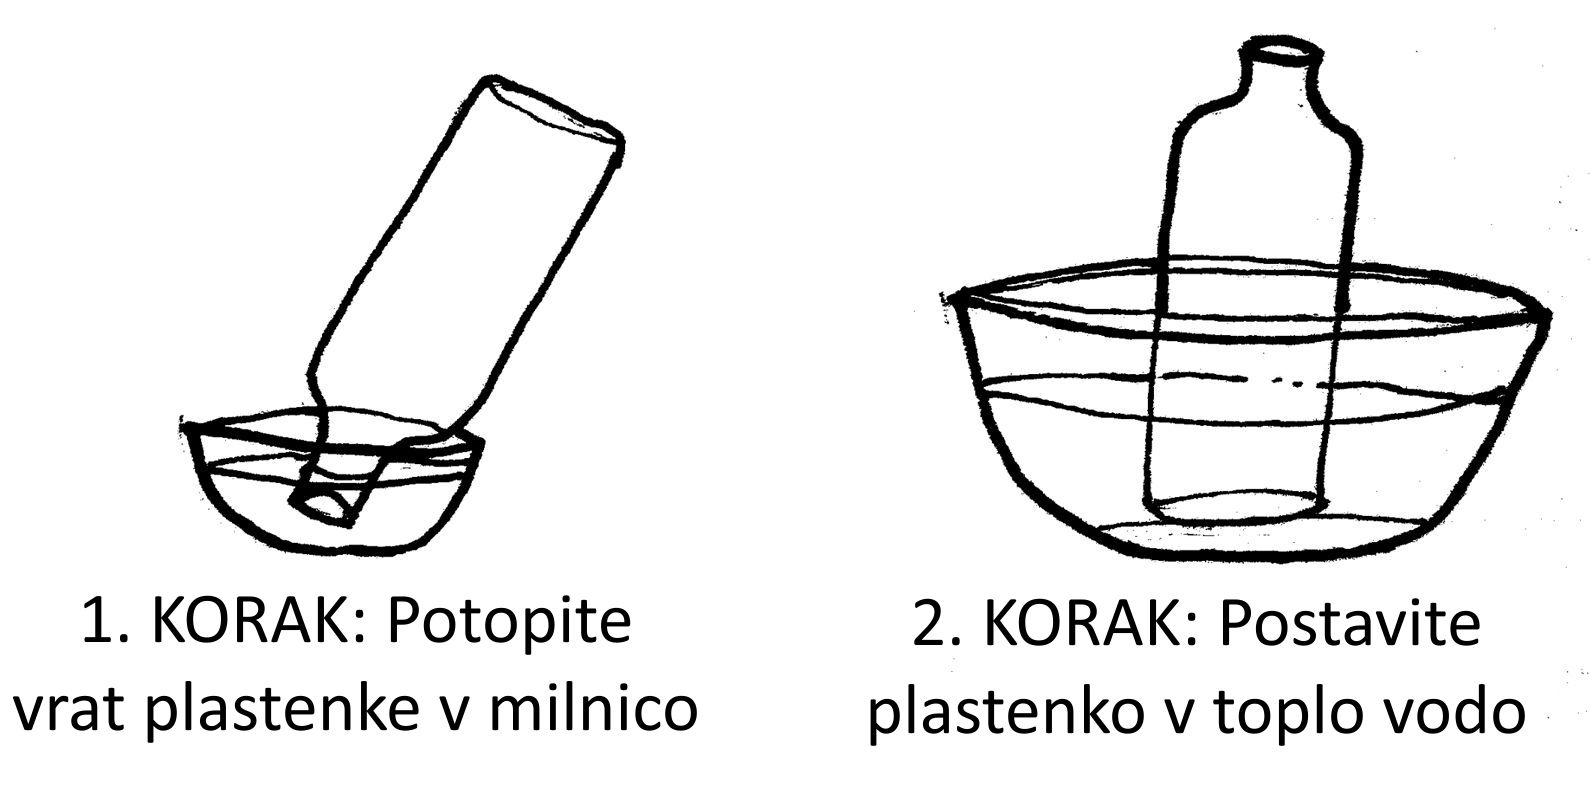 1. KORAK: Potopite
vrat plastenke v milnico
2. KORAK: Postavite
plastenko v toplo vodo